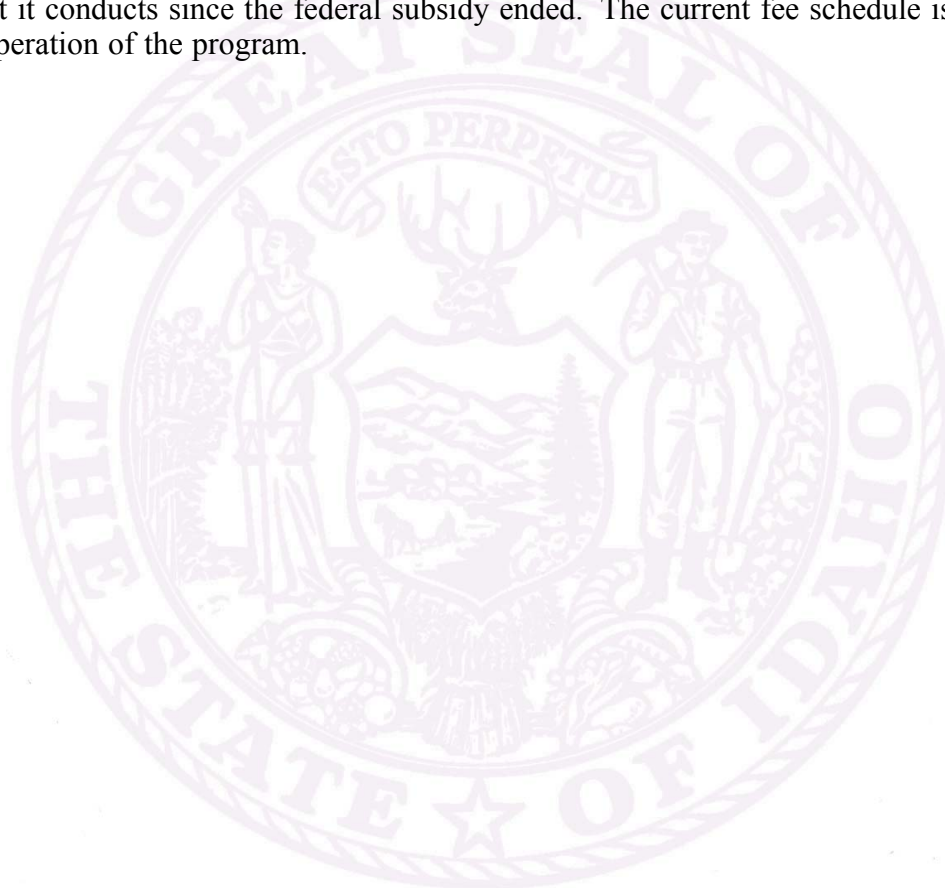 t it conducts since the federal subsidy ended. The current fee schedule is
peration of the program.
GREAT SEAL OF
ESTO PERPETUA
THE STATE OF IDAHO